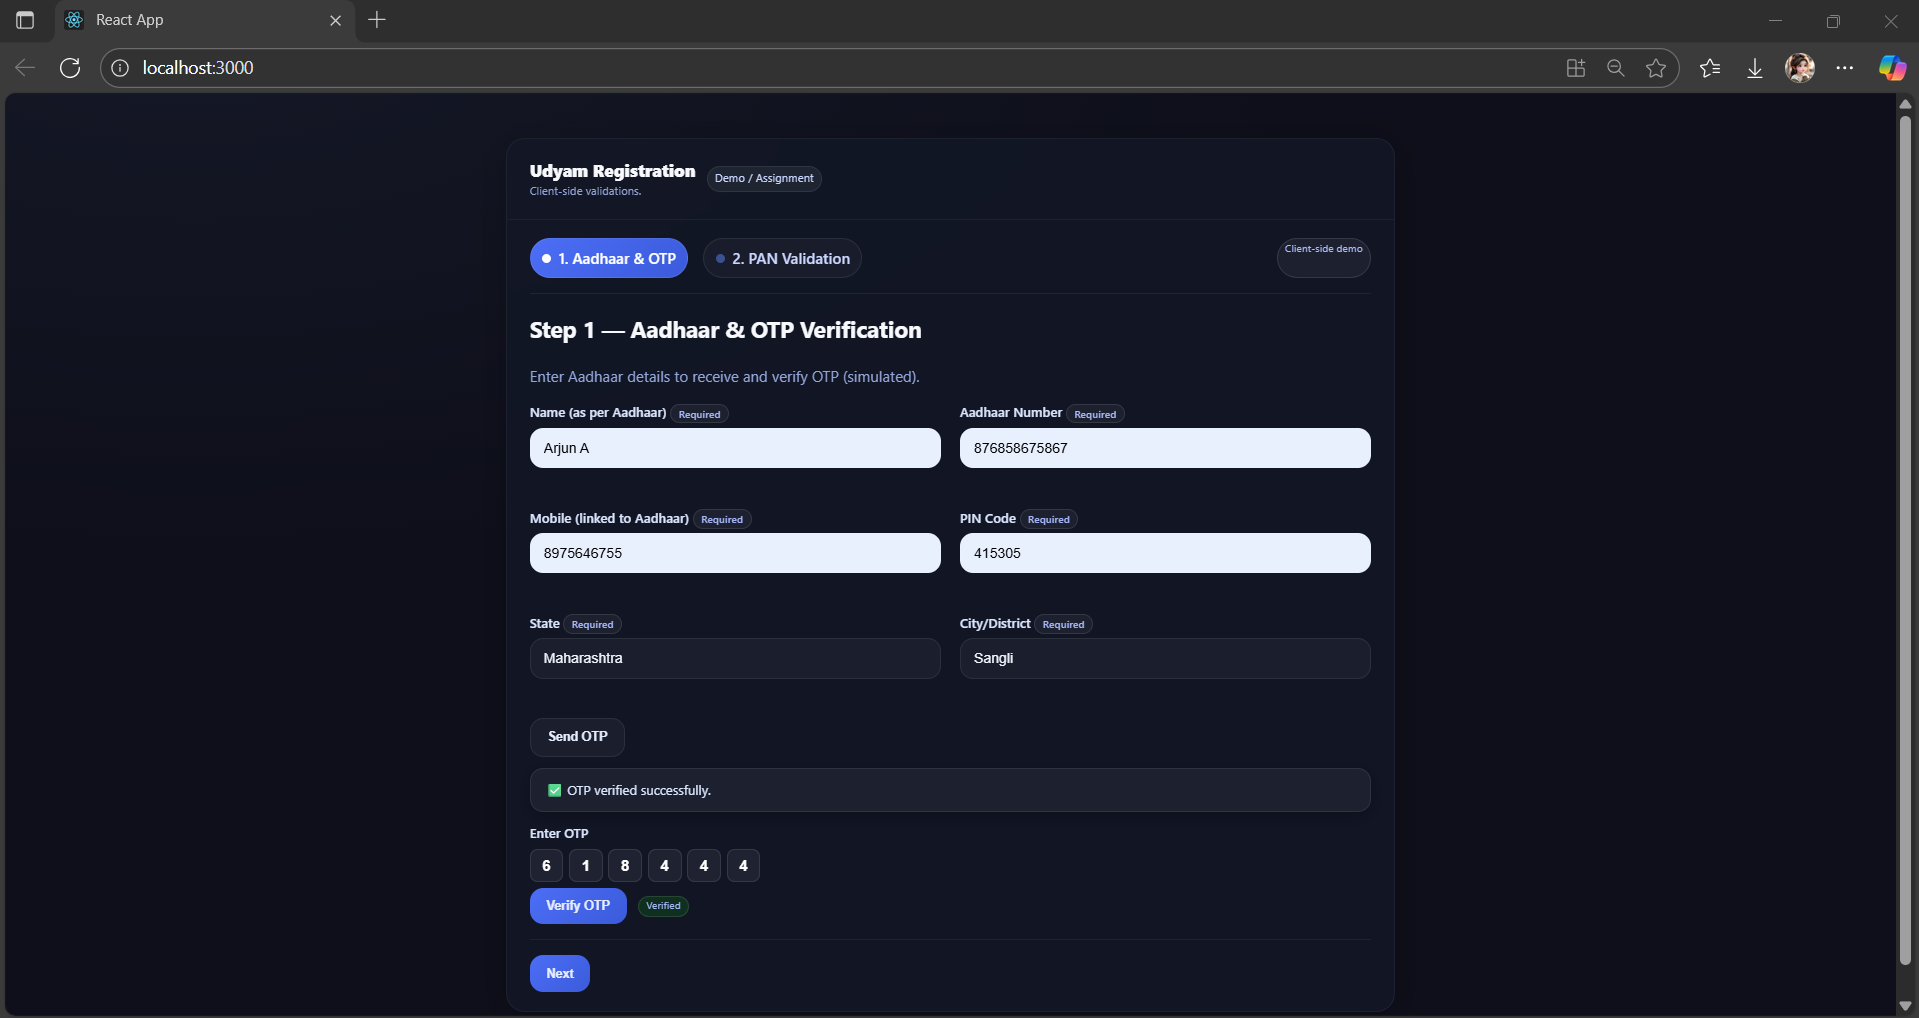 React App
localhost:3000
Udyam Registration
Client-side validations.
Demo / Assignment
1. Aadhaar & OTP
2. PAN Validation
Client-side demo
Step 1 — Aadhaar & OTP Verification
Enter Aadhaar details to receive and verify OTP (simulated).
Name (as per Aadhaar) Required
Arjun A
Aadhaar Number Required
876858675867
Mobile (linked to Aadhaar) Required
8975646755
PIN Code Required
415305
State Required
Maharashtra
City/District Required
Sangli
Send OTP
✅ OTP verified successfully.
Enter OTP
6 1 8 4 4 4
Verify OTP
Verified
Next